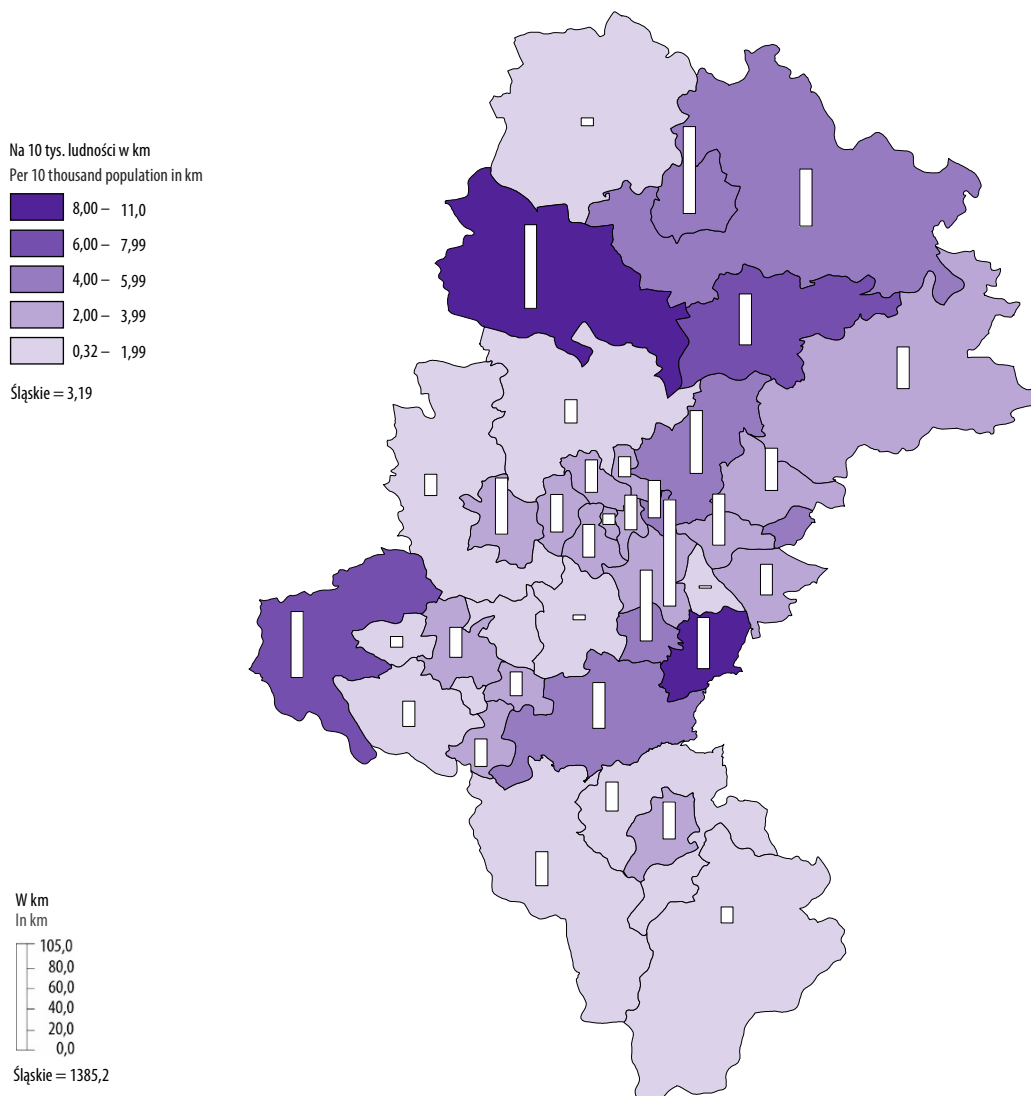 Na 10 tys. ludności w km
Per 10 thousand population in km
8,00 – 11,0
6,00 – 7,99
4,00 – 5,99
2,00 – 3,99
0,32 – 1,99
Śląskie = 3,19
W km
In km
105,0
80,0
60,0
40,0
20,0
0,0
Śląskie = 1385,2